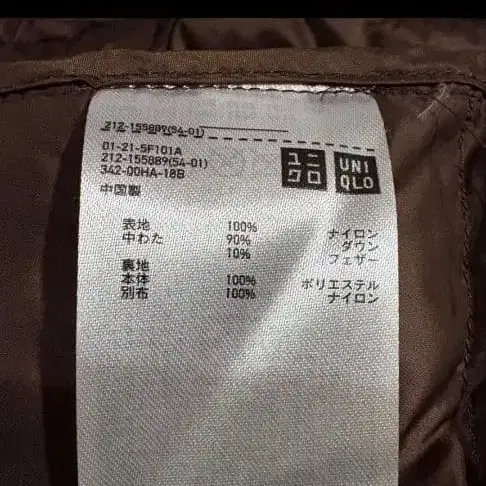 212-155889(54-01)
01-21-5F101A
212-155889(54-01)
342-00HA-18B
中国製
ユニ
クロ
UNI
QLO
表地 100% ナイロン
中わた 90% ダウン
10% フェザー
裏地
本体 100% ポリエステル
別布 100% ナイロン